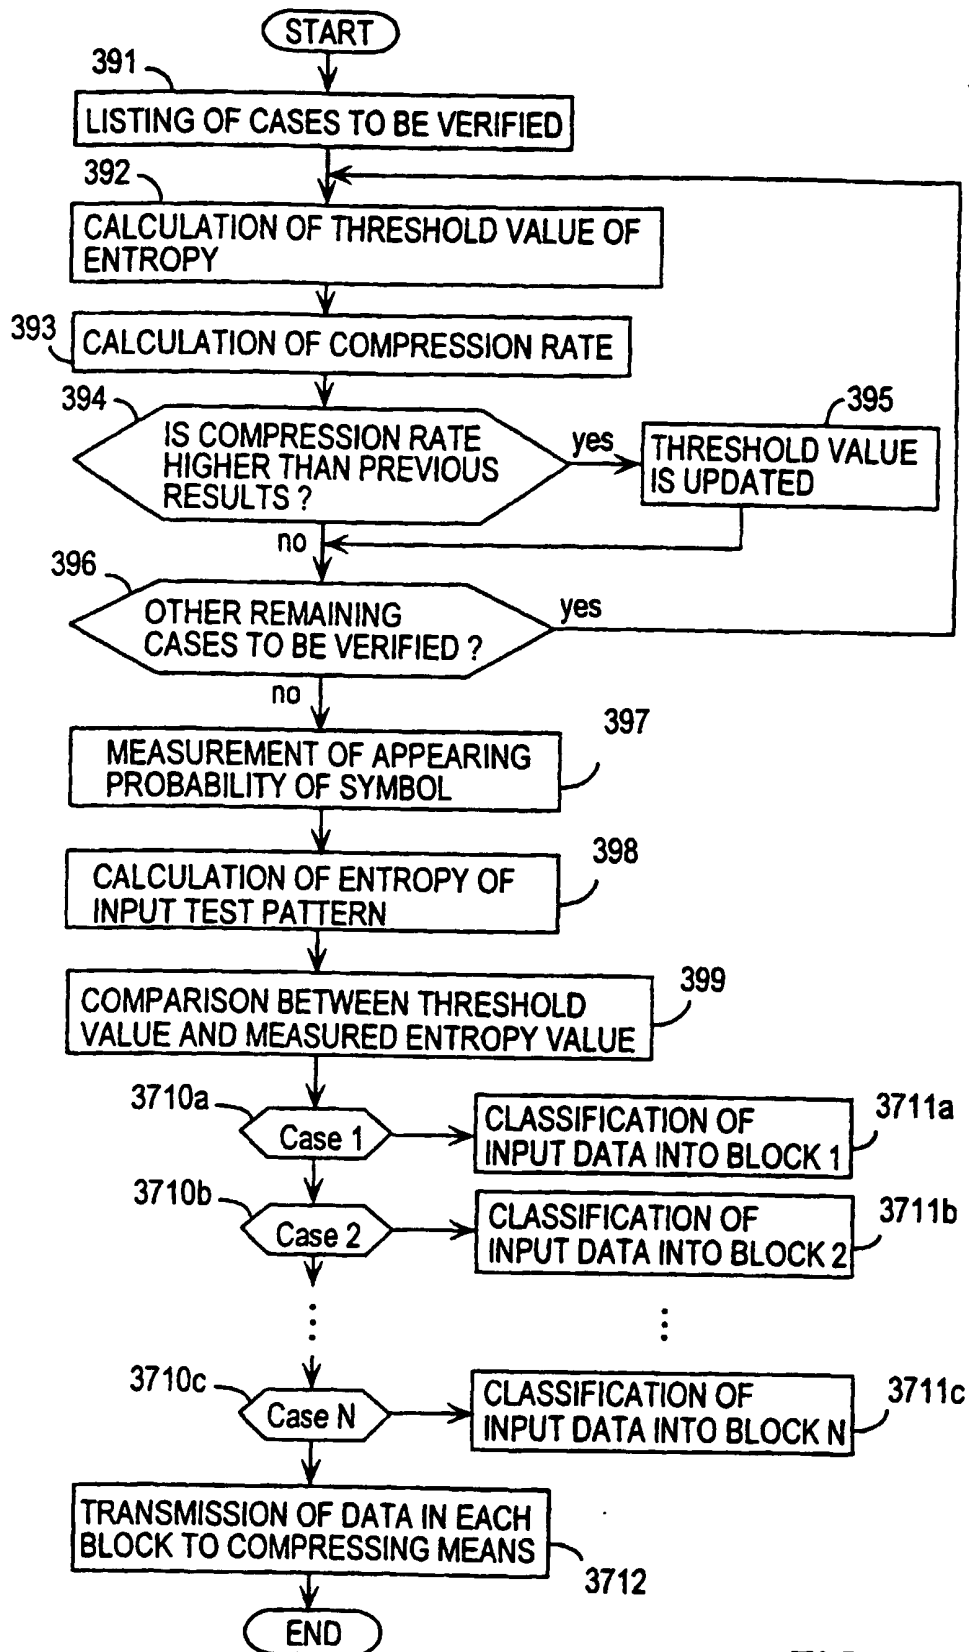 START
391
LISTING OF CASES TO BE VERIFIED
392
CALCULATION OF THRESHOLD VALUE OF
ENTROPY
393
CALCULATION OF COMPRESSION RATE
394
IS COMPRESSION RATE
HIGHER THAN PREVIOUS
RESULTS ?
yes
395
THRESHOLD VALUE
IS UPDATED
no
396
OTHER REMAINING
CASES TO BE VERIFIED ?
yes
no
397
MEASUREMENT OF APPEARING
PROBABILITY OF SYMBOL
398
CALCULATION OF ENTROPY OF
INPUT TEST PATTERN
399
COMPARISON BETWEEN THRESHOLD
VALUE AND MEASURED ENTROPY VALUE
3710a
Case 1
CLASSIFICATION OF
INPUT DATA INTO BLOCK 1
3711a
3710b
Case 2
CLASSIFICATION OF
INPUT DATA INTO BLOCK 2
3711b
3710c
Case N
CLASSIFICATION OF
INPUT DATA INTO BLOCK N
3711c
TRANSMISSION OF DATA IN EACH
BLOCK TO COMPRESSING MEANS
3712
END